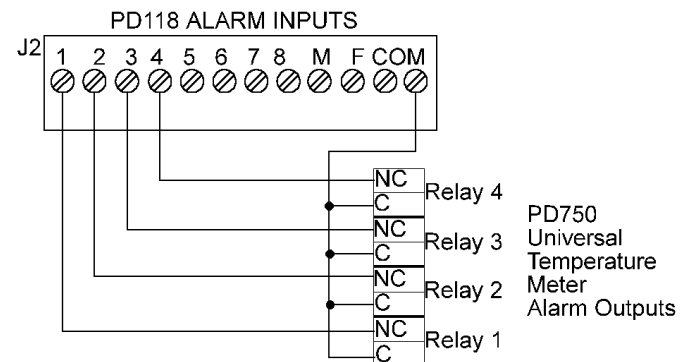 PD118 ALARM INPUTS
J2
1 2 3 4 5 6 7 8 M F COM
NC
C
Relay 4
NC
C
Relay 3
NC
C
Relay 2
NC
C
Relay 1
PD750
Universal
Temperature
Meter
Alarm Outputs